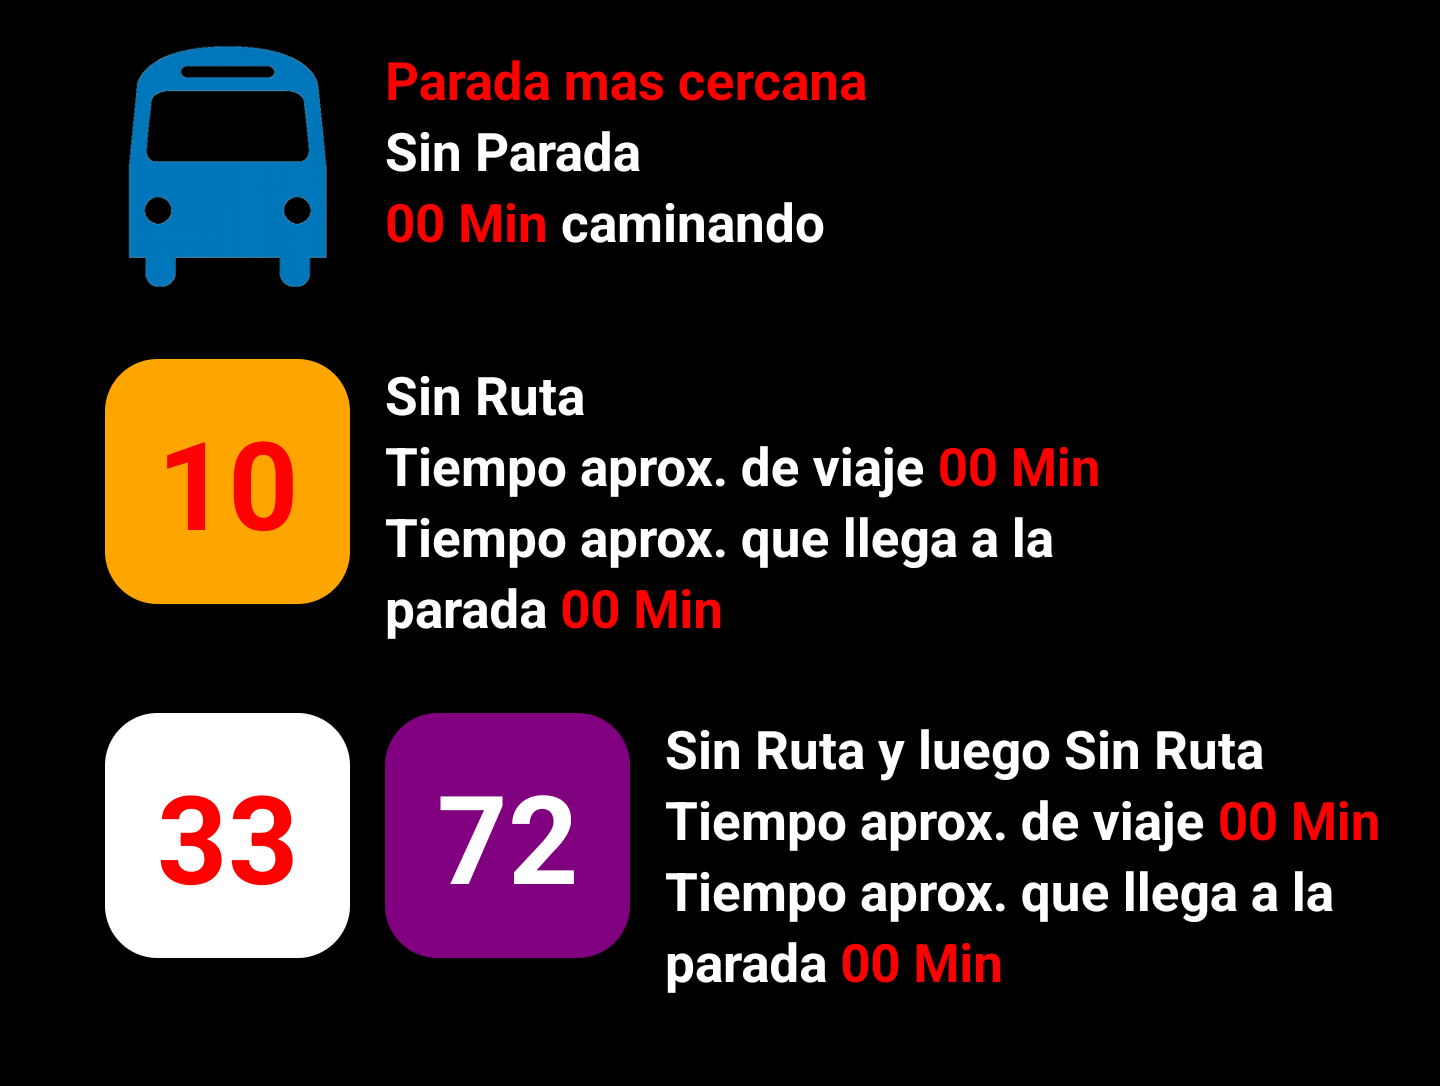 Parada mas cercana
Sin Parada
00 Min caminando
10
Sin Ruta
Tiempo aprox. de viaje 00 Min
Tiempo aprox. que llega a la
parada 00 Min
33
72
Sin Ruta y luego Sin Ruta
Tiempo aprox. de viaje 00 Min
Tiempo aprox. que llega a la
parada 00 Min